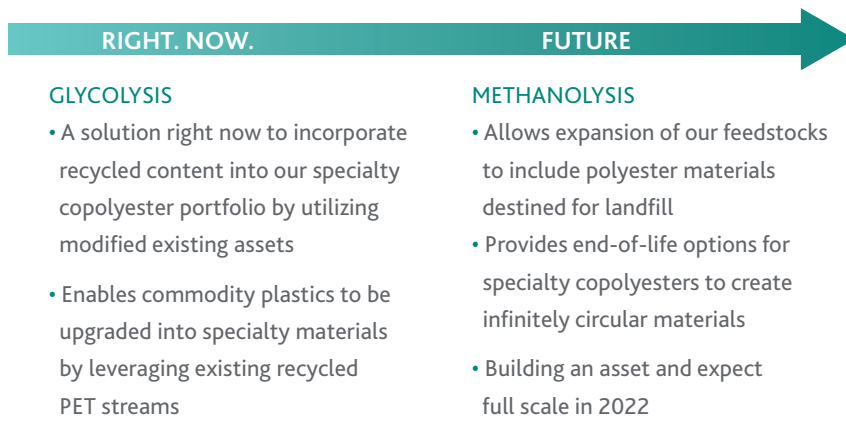 RIGHT. NOW.
FUTURE
GLYCOLYSIS
• A solution right now to incorporate
recycled content into our specialty
copolyester portfolio by utilizing
modified existing assets
• Enables commodity plastics to be
upgraded into specialty materials
by leveraging existing recycled
PET streams
METHANOLYSIS
• Allows expansion of our feedstocks
to include polyester materials
destined for landfill
• Provides end-of-life options for
specialty copolyesters to create
infinitely circular materials
• Building an asset and expect
full scale in 2022